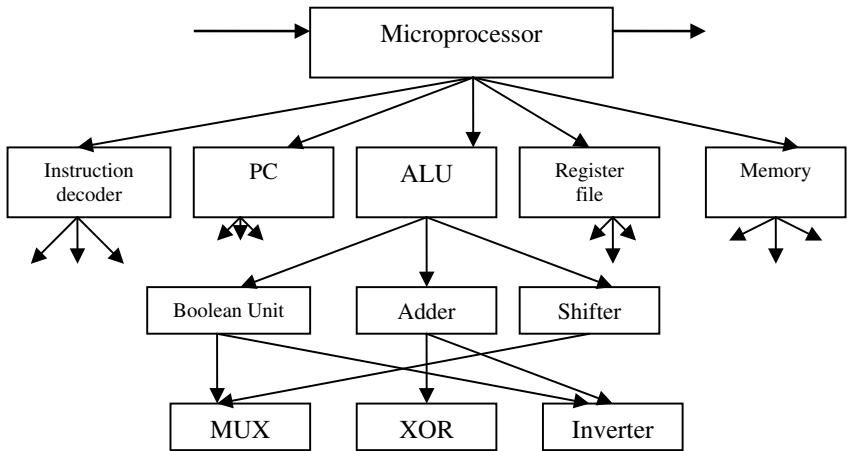 Microprocessor
Instruction
decoder
PC
ALU
Register
file
Memory
Boolean Unit
Adder
Shifter
MUX
XOR
Inverter